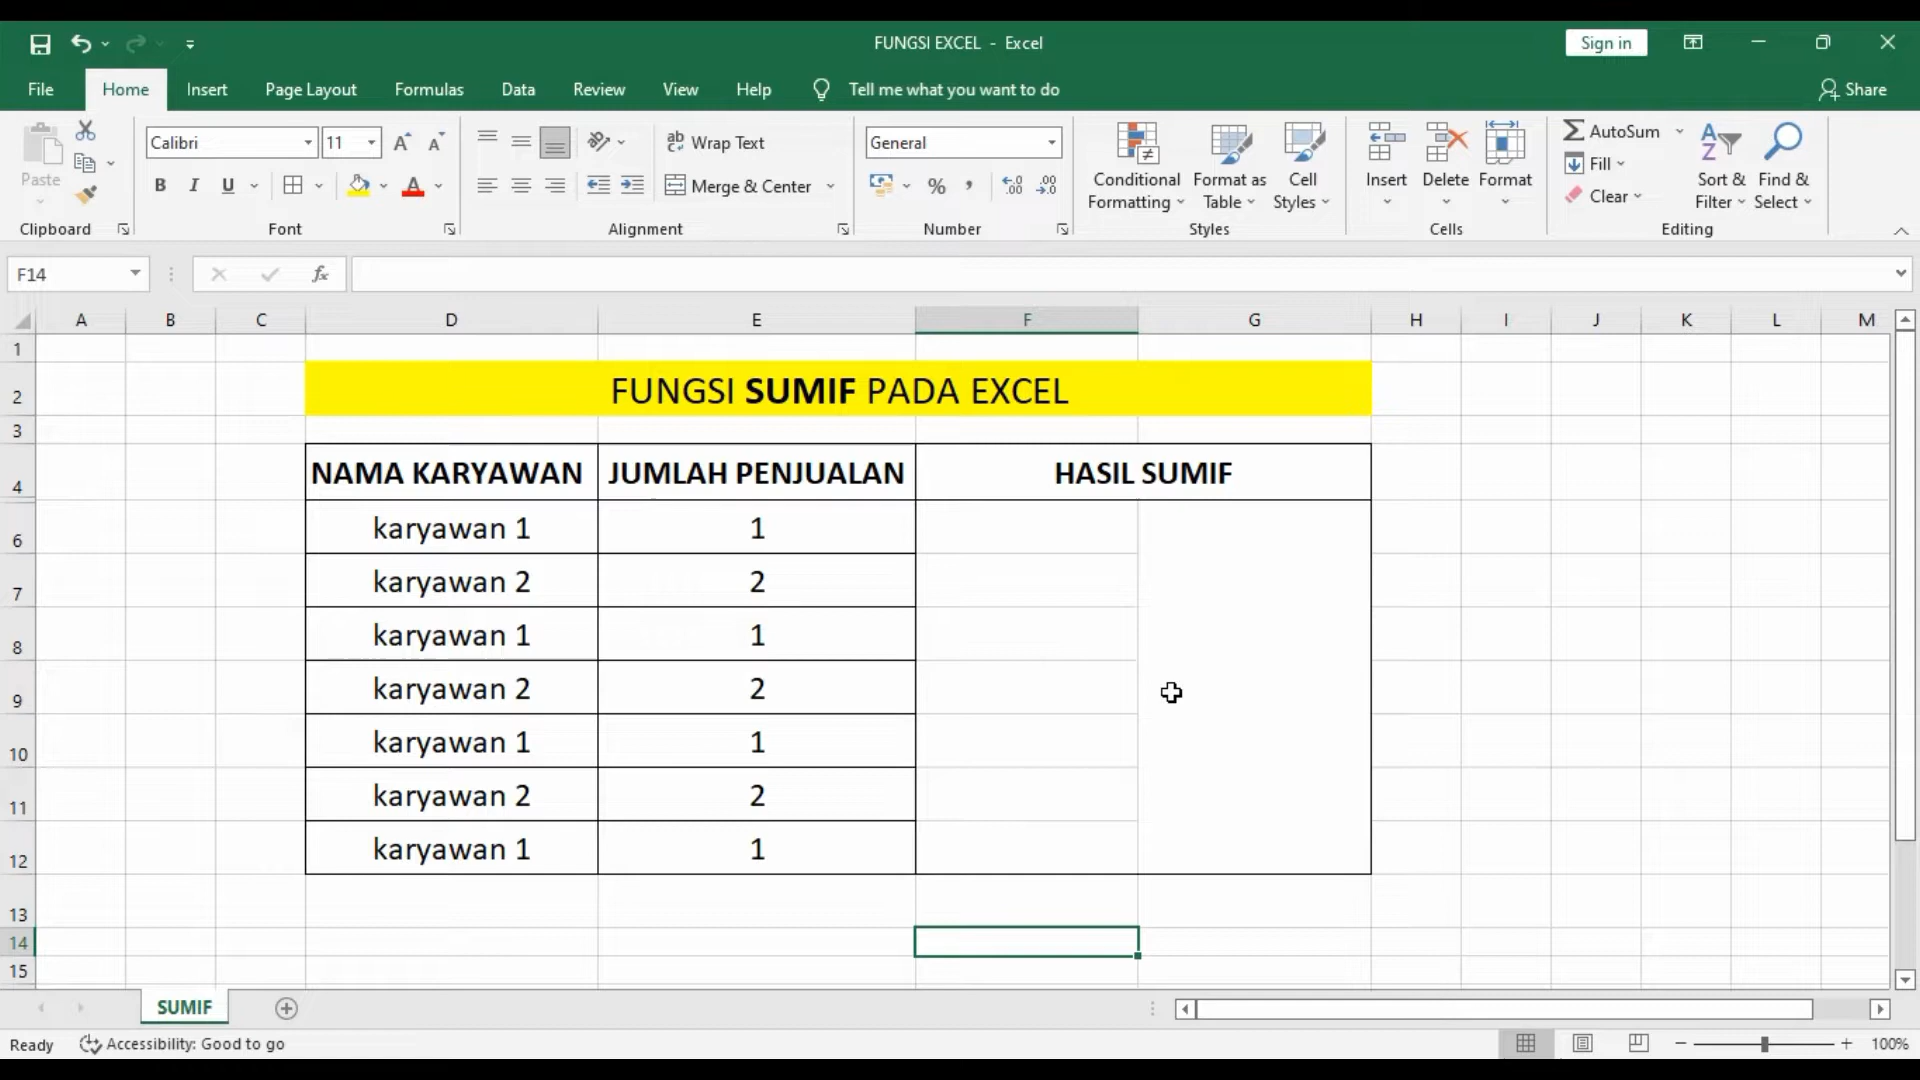 FUNGSI EXCEL - Excel
Sign in
File Home Insert Page Layout Formulas Data Review View Help Tell me what you want to do Share
Paste
Clipboard
Calibri 11
B I U
Font
Wrap Text
Merge & Center
Alignment
General
Number
Conditional Formatting
Format as Table
Cell Styles
Styles
Insert
Delete
Format
Cells
AutoSum
Fill
Clear
Sort & Filter
Find & Select
Editing
F14
fx
A B C D E F G H I J K L M
1
2 FUNGSI SUMIF PADA EXCEL
3
4 NAMA KARYAWAN JUMLAH PENJUALAN HASIL SUMIF
6 karyawan 1 1
7 karyawan 2 2
8 karyawan 1 1
9 karyawan 2 2
10 karyawan 1 1
11 karyawan 2 2
12 karyawan 1 1
13
14
15
SUMIF
Ready Accessibility: Good to go 100%